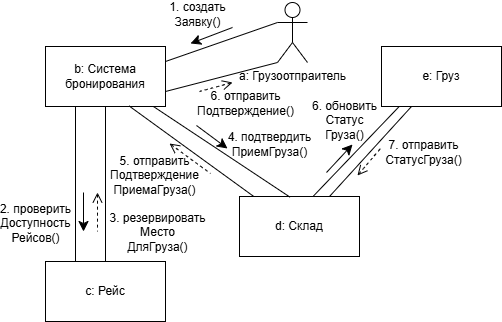 1. создать
Заявку()
b: Система
бронирования
a: Грузоотпраитель
e: Груз
6. отправить
Подтверждение()
6. обновить
Статус
Груза()
4. подтвердить
ПриемГруза()
7. отправить
СтатусГруза()
5. отправить
Подтверждение
ПриемаГруза()
2. проверить
Доступность
Рейсов()
3. резервировать
Место
ДляГруза()
d: Склад
c: Рейс